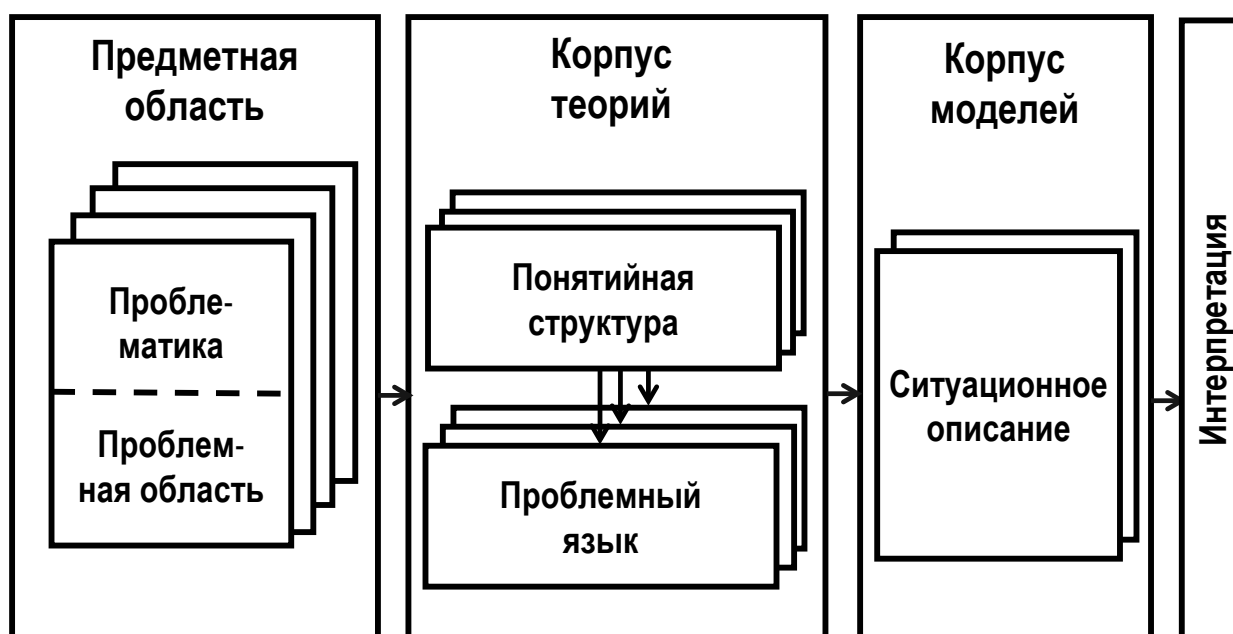 Предметная
область
Пробле-
матика
Проблем-
ная область
Корпус
теорий
Понятийная
структура
Проблемный
язык
Корпус
моделей
Ситуационное
описание
Интерпретация